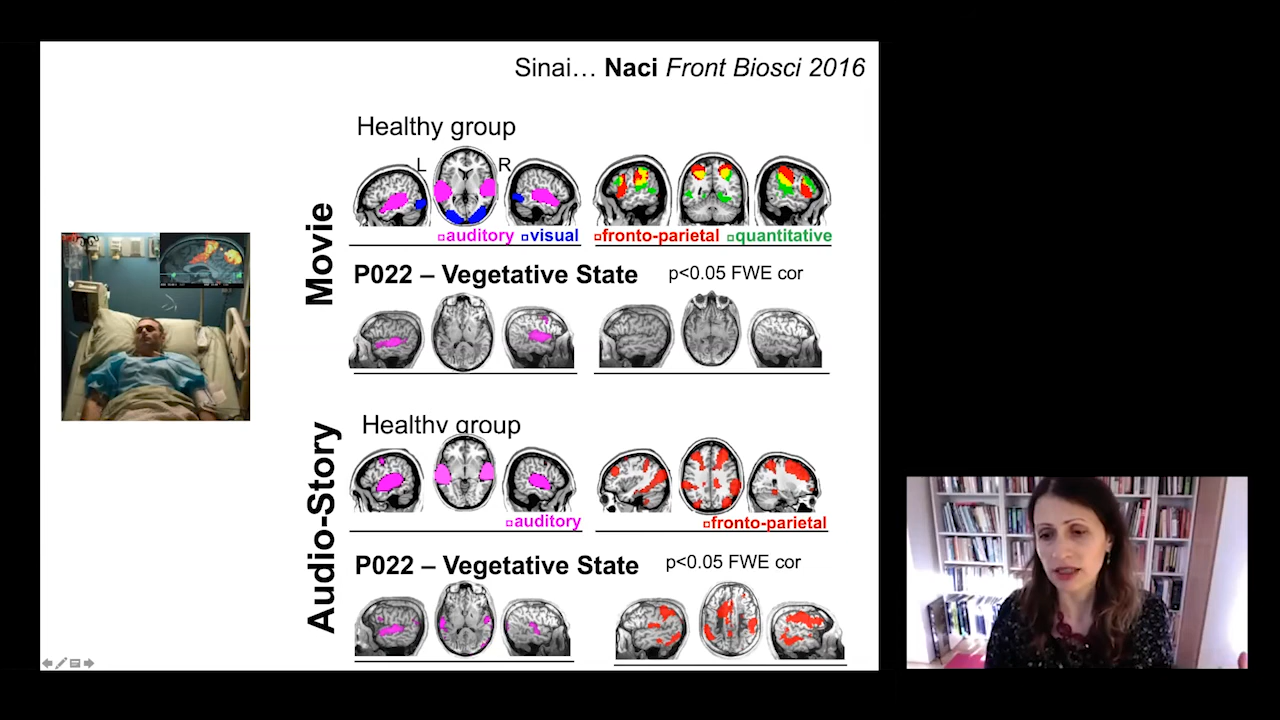 Sinai… Naci Front Biosci 2016
Healthy group
L R
Movie
auditory visual
fronto-parietal quantitative
P022 – Vegetative State p<0.05 FWE cor
Healthy group
Audio-Story
auditory
fronto-parietal
P022 – Vegetative State p<0.05 FWE cor